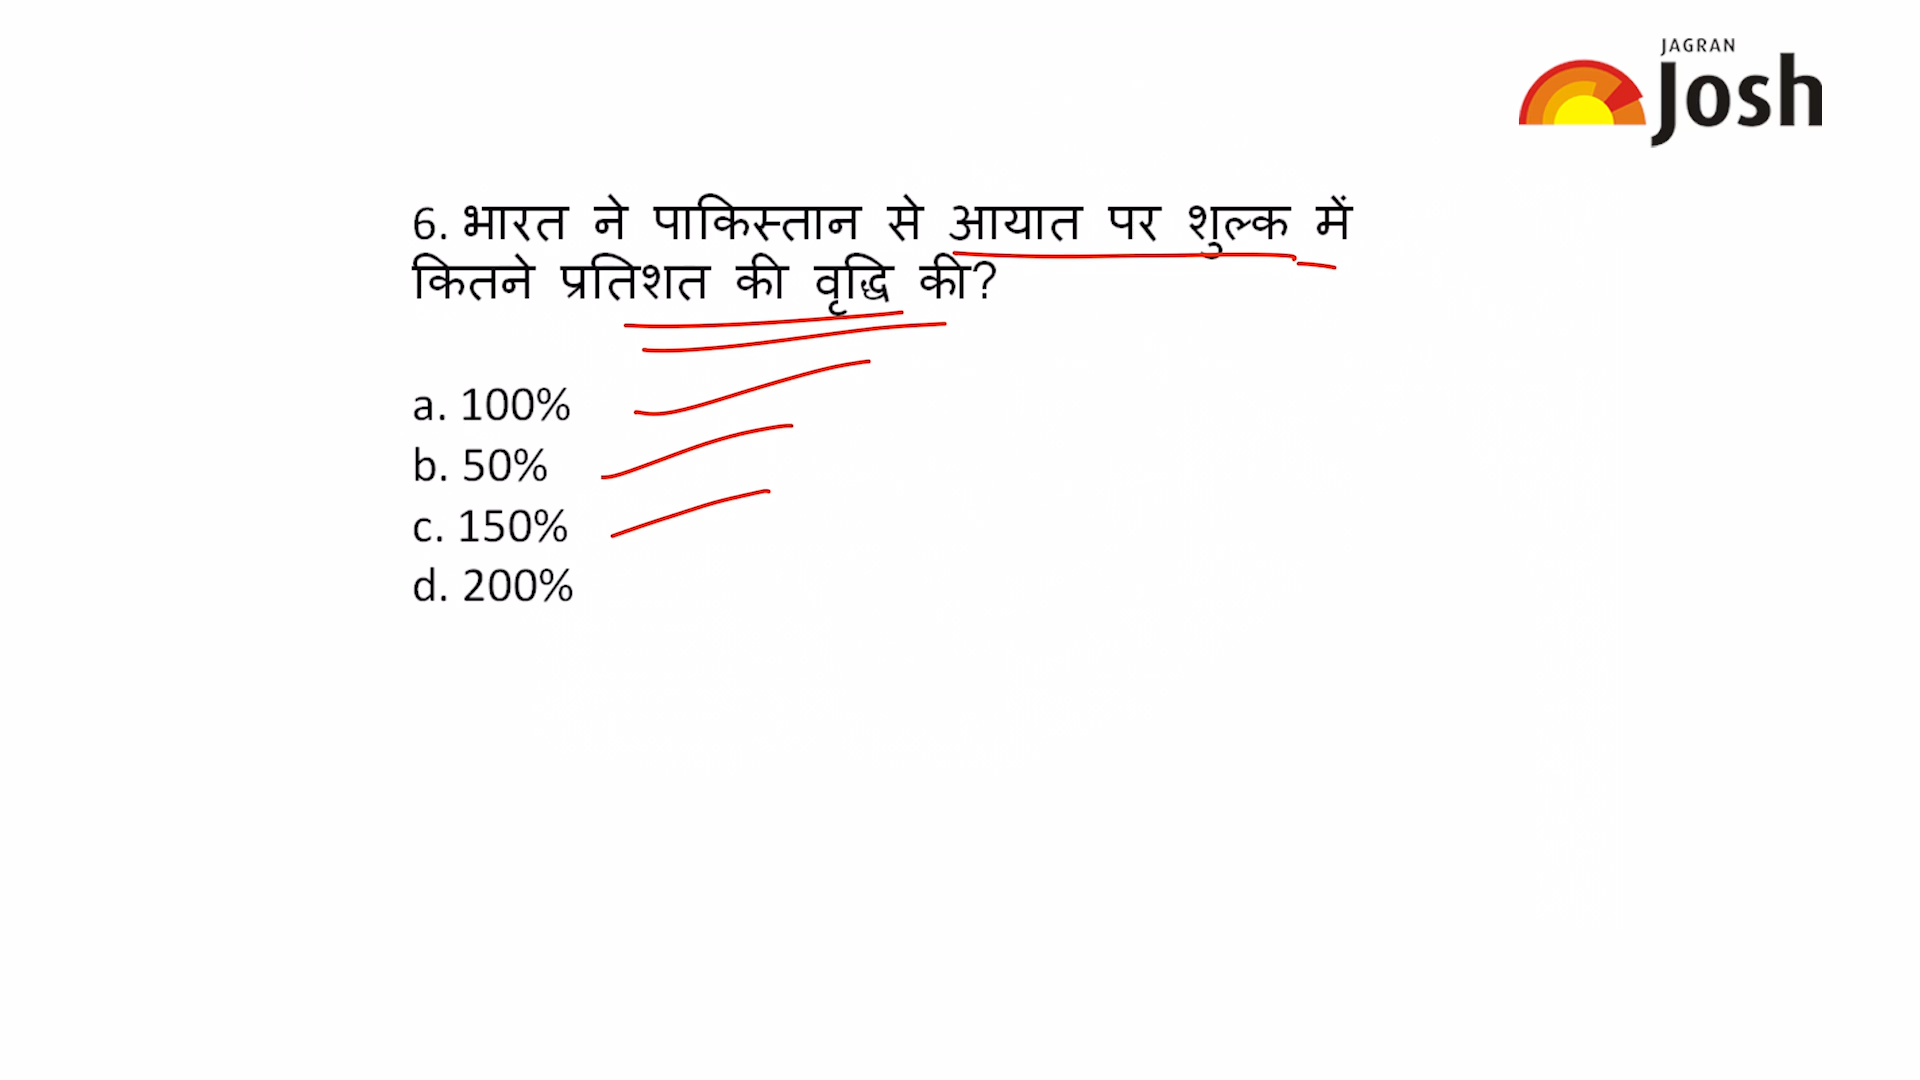 JAGRAN
Josh
6. भारत ने पाकिस्तान से आयात पर शुल्क में
कितने प्रतिशत की वृद्धि की?
a. 100%
b. 50%
c. 150%
d. 200%